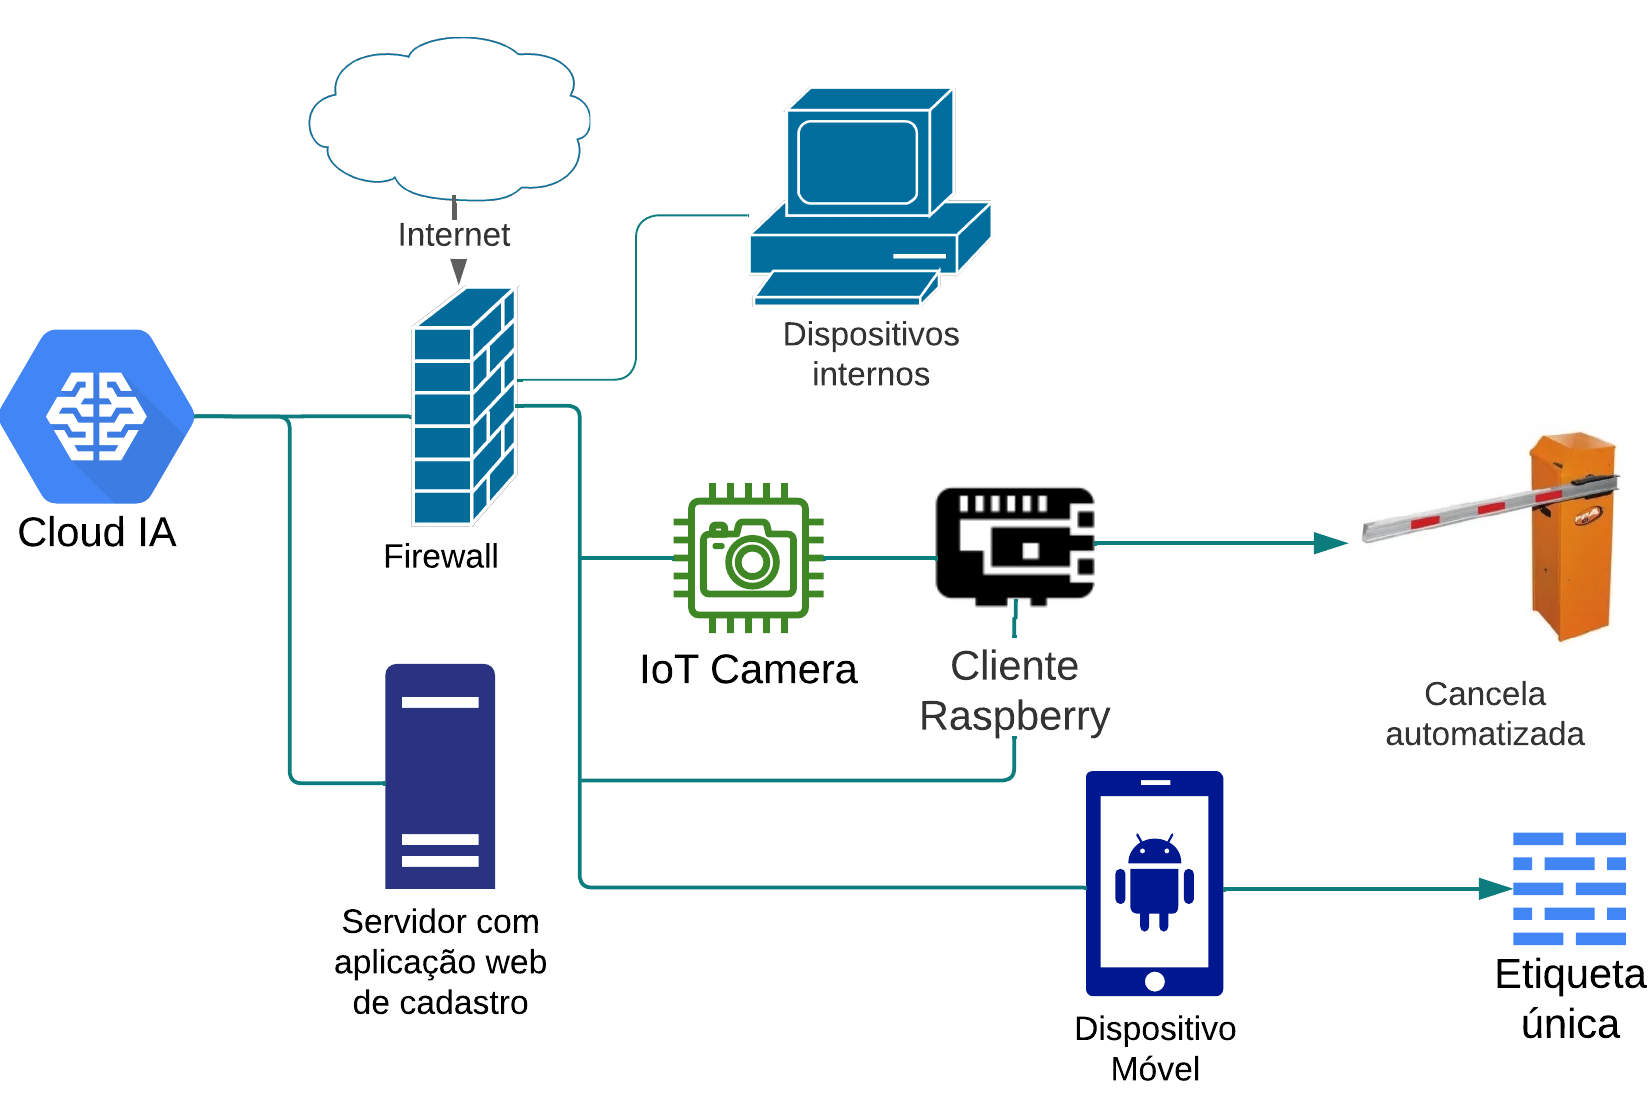 Internet
Dispositivos
internos
Cloud IA
Firewall
IoT Camera
Cliente
Raspberry
Cancela
automatizada
Servidor com
aplicação web
de cadastro
Dispositivo
Móvel
Etiqueta
única